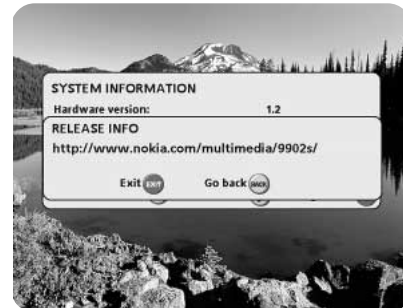 SYSTEM INFORMATION
Hardware version: 1.2
RELEASE INFO
http://www.nokia.com/multimedia/9902s/
Exit EXIT Go back BACK